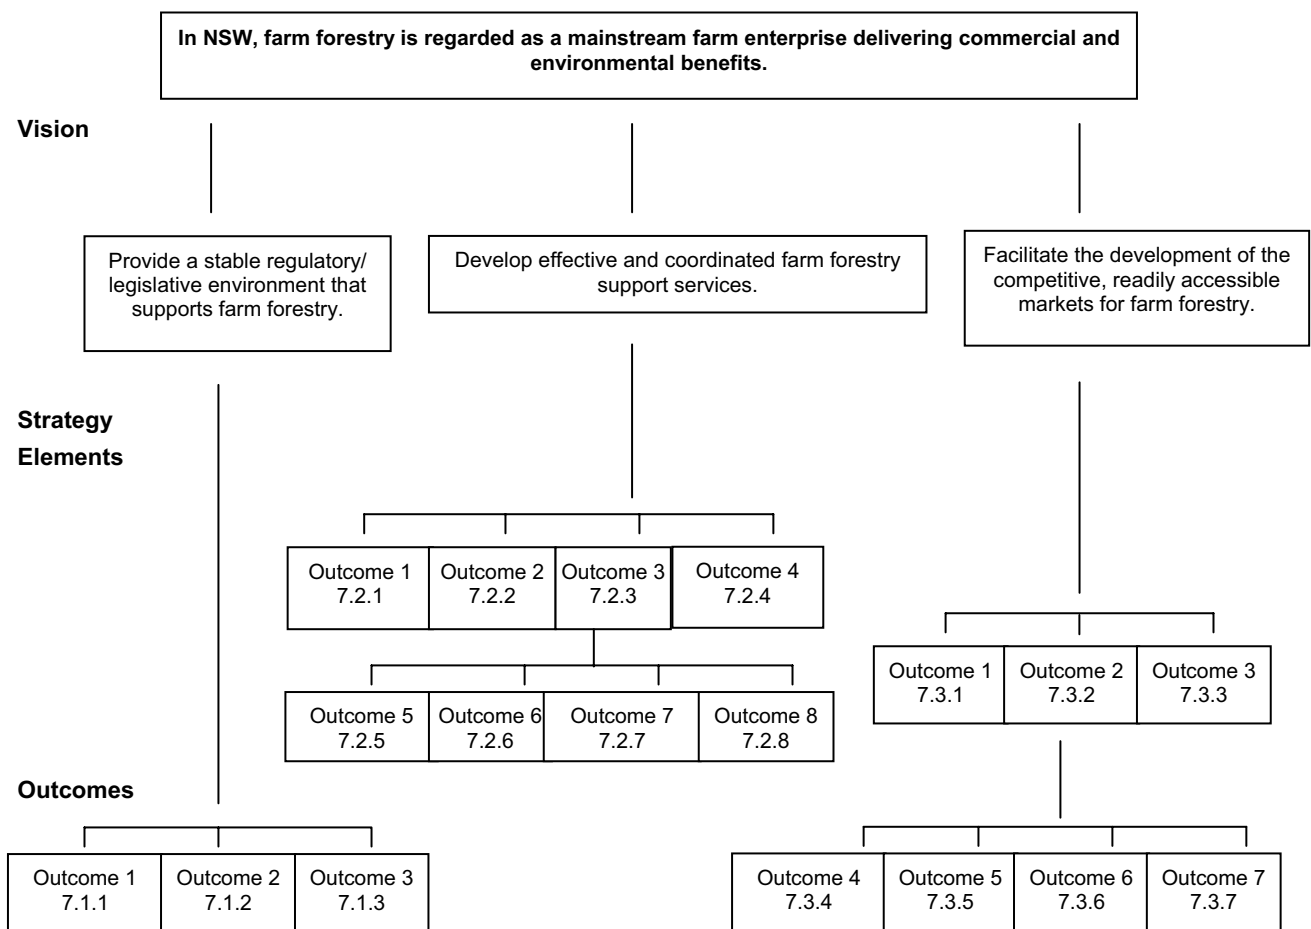 In NSW, farm forestry is regarded as a mainstream farm enterprise delivering commercial and
environmental benefits.
Vision
Provide a stable regulatory/
legislative environment that
supports farm forestry.
Develop effective and coordinated farm forestry
support services.
Facilitate the development of the
competitive, readily accessible
markets for farm forestry.
Strategy
Elements
Outcome 1
7.2.1
Outcome 2
7.2.2
Outcome 3
7.2.3
Outcome 4
7.2.4
Outcome 1
7.3.1
Outcome 2
7.3.2
Outcome 3
7.3.3
Outcome 5
7.2.5
Outcome 6
7.2.6
Outcome 7
7.2.7
Outcome 8
7.2.8
Outcomes
Outcome 1
7.1.1
Outcome 2
7.1.2
Outcome 3
7.1.3
Outcome 4
7.3.4
Outcome 5
7.3.5
Outcome 6
7.3.6
Outcome 7
7.3.7